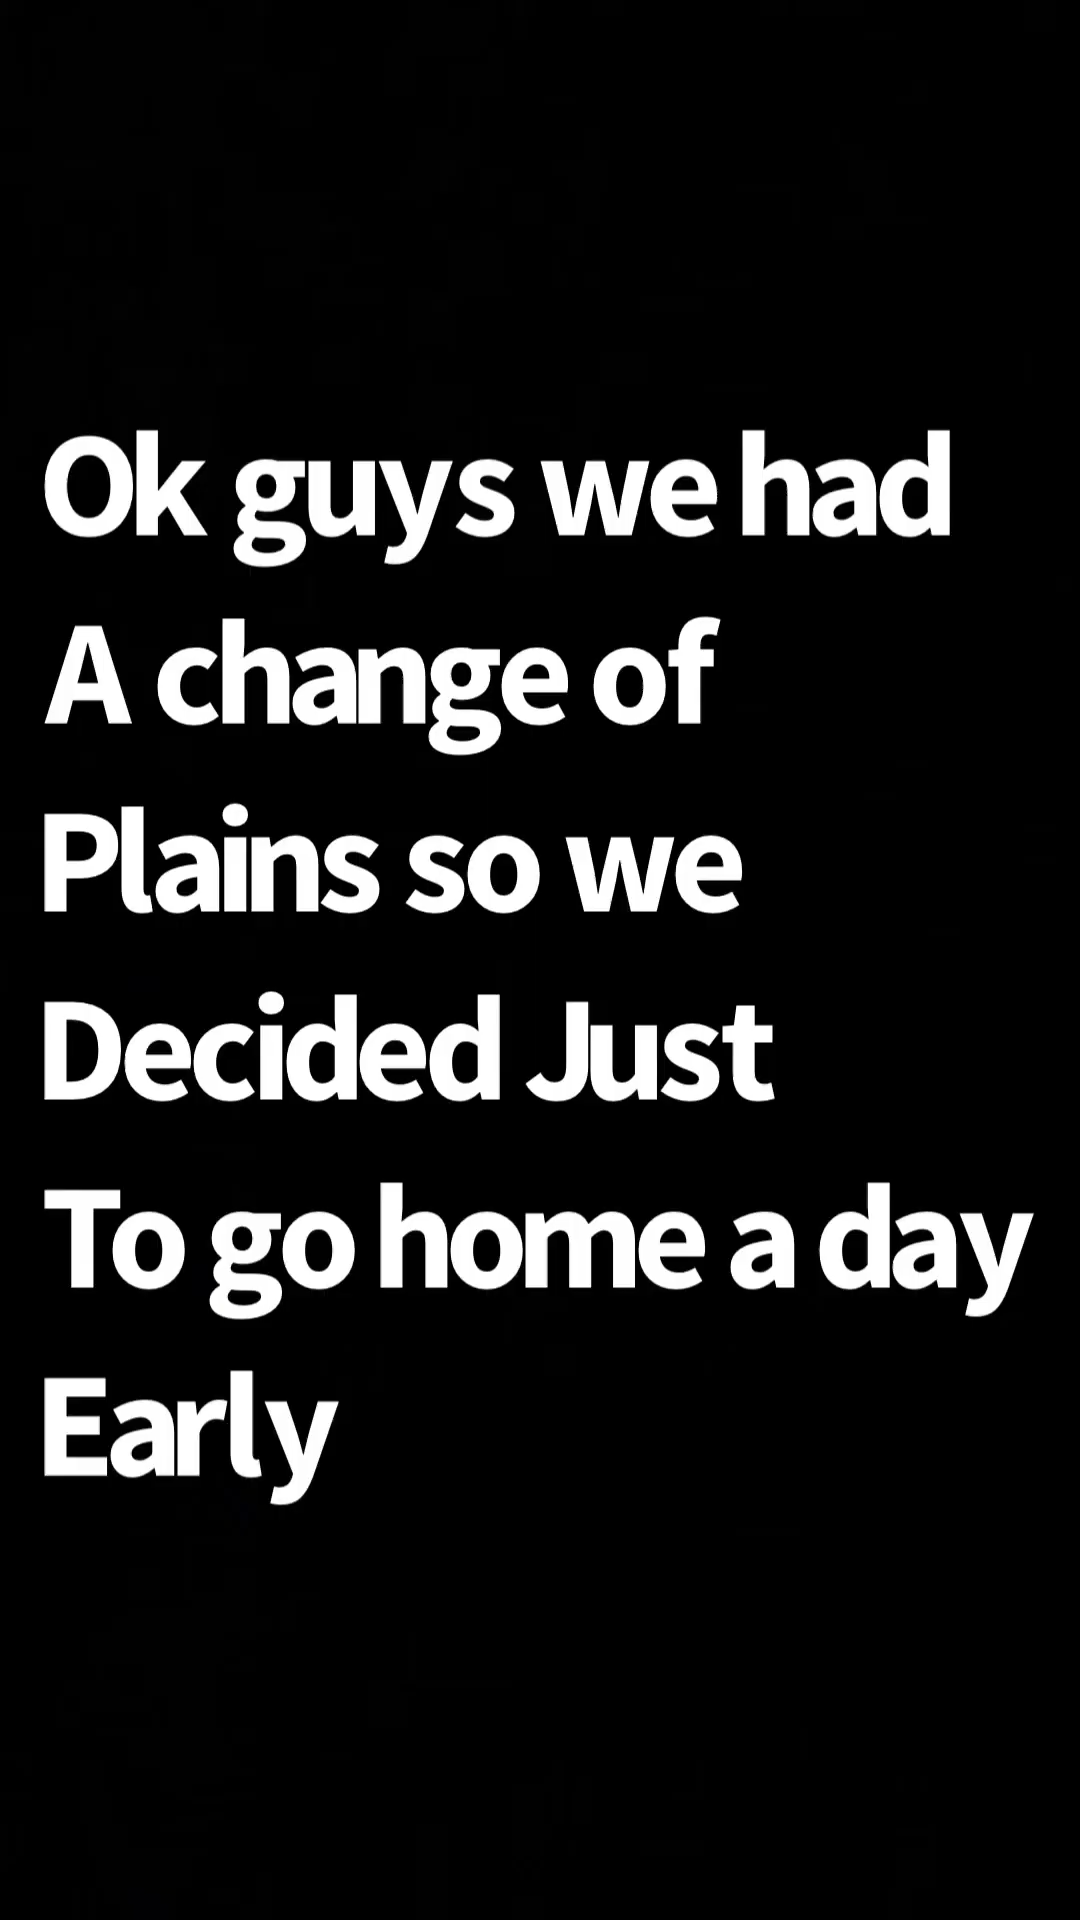 Ok guys we had
A change of
Plains so we
Decided Just
To go home a day
Early